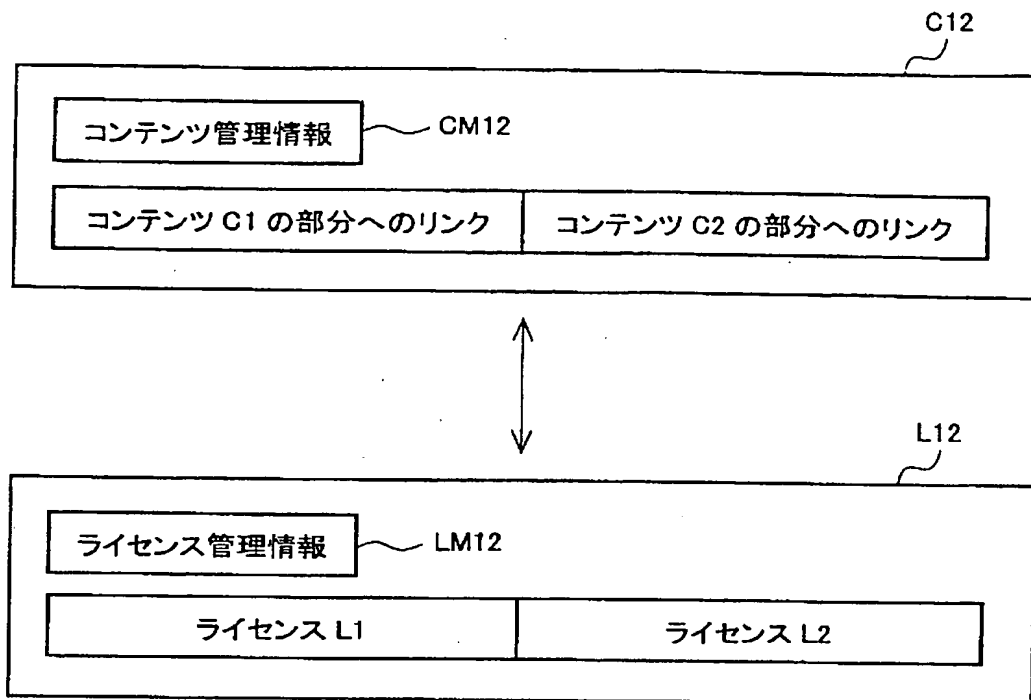 C12
コンテンツ管理情報
CM12
コンテンツ C1 の部分へのリンク
コンテンツ C2 の部分へのリンク
L12
ライセンス管理情報
LM12
ライセンス L1
ライセンス L2